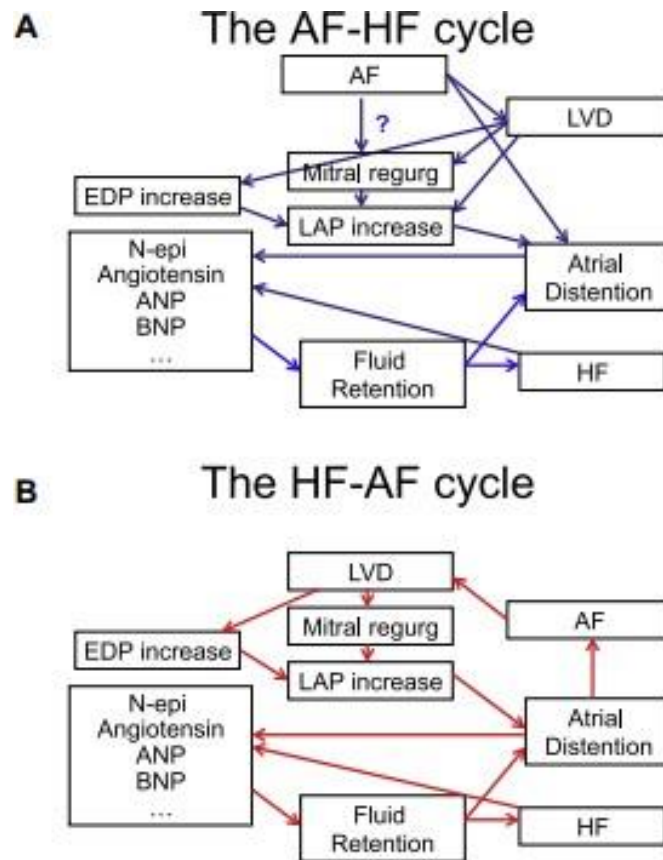 A
The AF-HF cycle
AF
?
LVD
Mitral regurg
EDP increase
LAP increase
N-epi
Angiotensin
ANP
BNP
...
Atrial
Distention
Fluid
Retention
HF
B
The HF-AF cycle
LVD
AF
Mitral regurg
EDP increase
LAP increase
N-epi
Angiotensin
ANP
BNP
...
Atrial
Distention
Fluid
Retention
HF